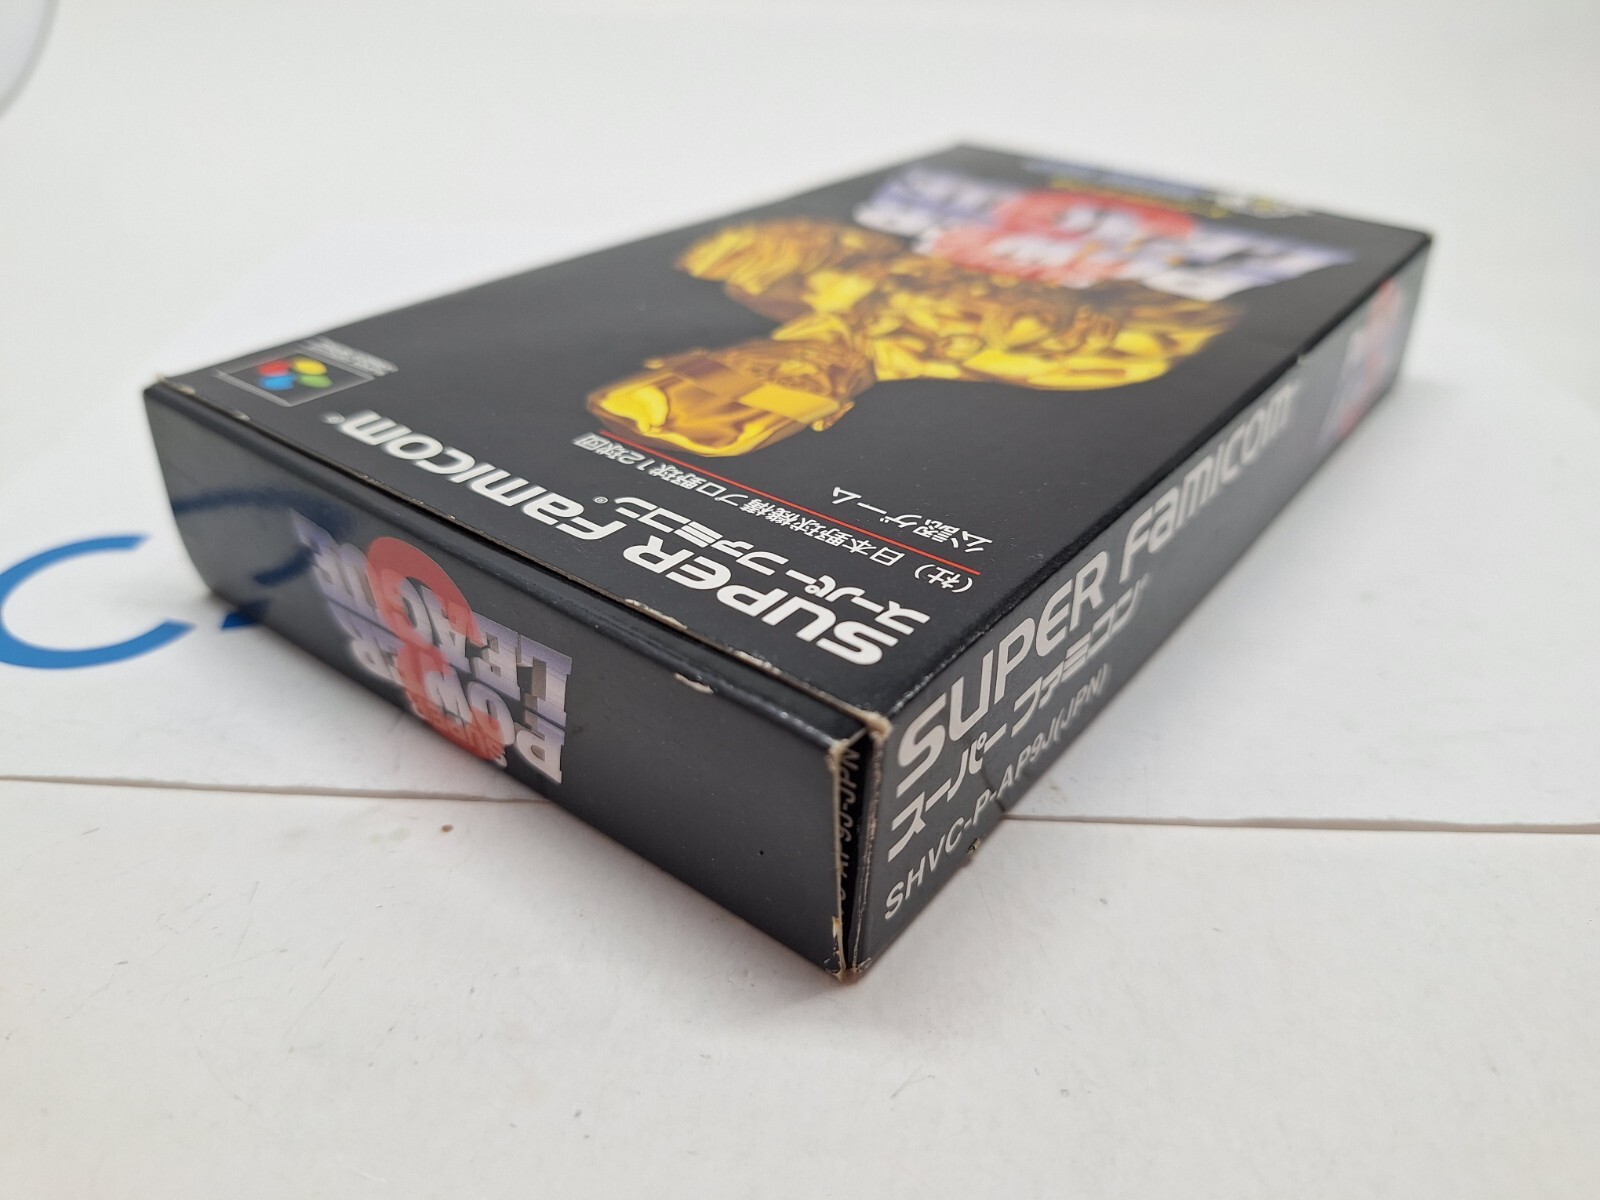 SUPER POWER LEAGUE
SUPER Famicom®
スーパーファミコン®
(社)日本野球機構プロ野球12球団
公認ゲーム
POWER
LEAGUE
SUPER Famicom
スーパーファミコン
SHVC-P-AP9J(JPN)